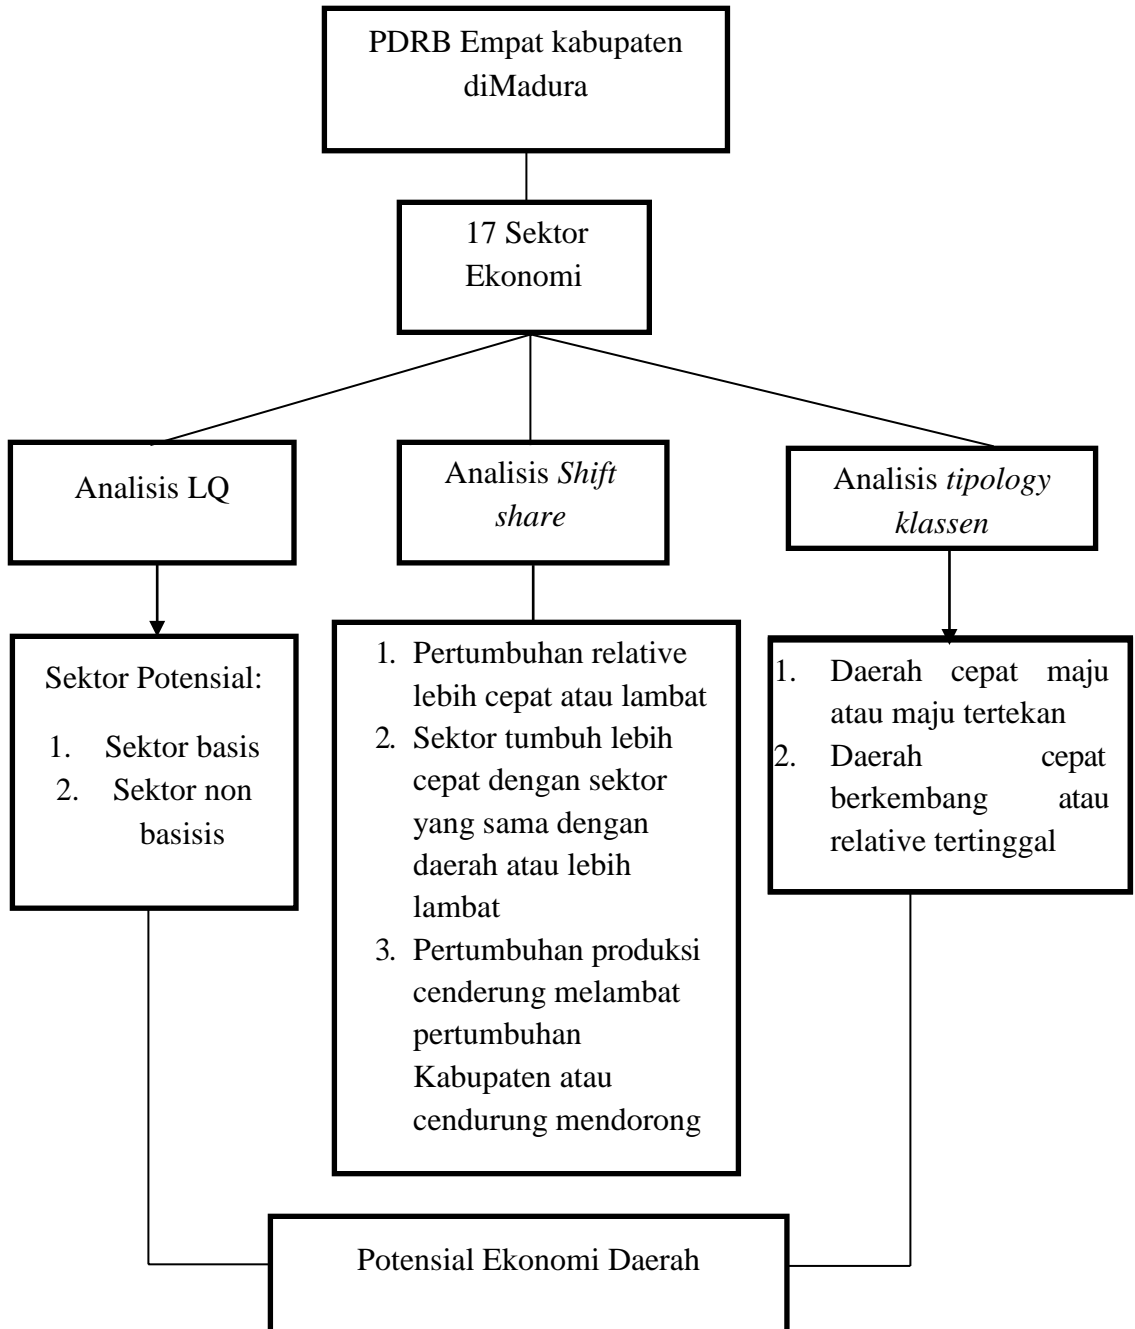 PDRB Empat kabupaten
diMadura
17 Sektor
Ekonomi
Analisis LQ
Analisis Shift
share
Analisis tipology
klassen
Sektor Potensial:
1. Sektor basis
2. Sektor non
basisis
1. Pertumbuhan relative
lebih cepat atau lambat
2. Sektor tumbuh lebih
cepat dengan sektor
yang sama dengan
daerah atau lebih
lambat
3. Pertumbuhan produksi
cenderung melambat
pertumbuhan
Kabupaten atau
cendurung mendorong
1. Daerah cepat maju
atau maju tertekan
2. Daerah cepat
berkembang atau
relative tertinggal
Potensial Ekonomi Daerah